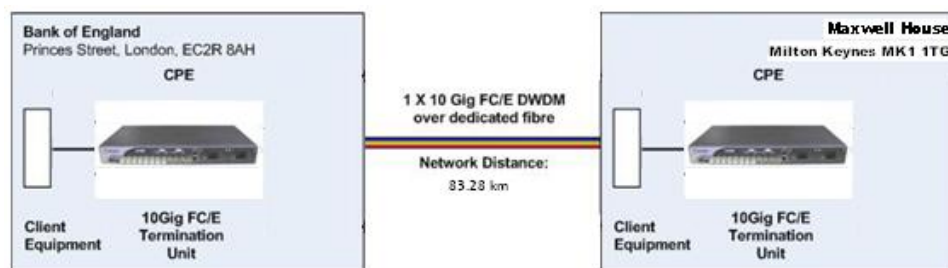 Bank of England
Princes Street, London, EC2R 8AH
CPE
Client
Equipment
10Gig FC/E
Termination
Unit
1 X 10 Gig FC/E DWDM
over dedicated fibre
Network Distance:
83.28 km
Maxwell House
Milton Keynes MK1 1TG
CPE
Client
Equipment
10Gig FC/E
Termination
Unit